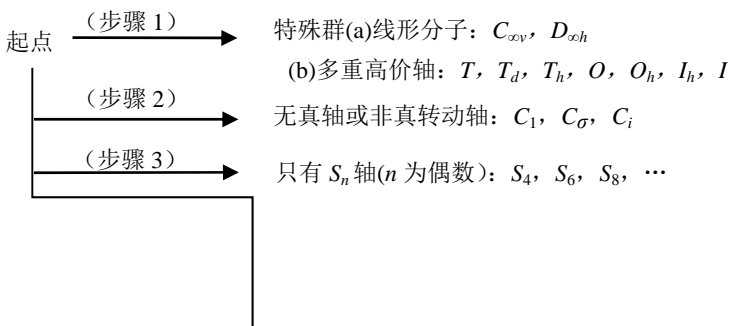 起点
（步骤 1）
特殊群(a)线形分子：C∞v，D∞h
(b)多重高价轴：T，Td，Th，O，Oh，Ih，I
（步骤 2）
无真轴或非真转动轴：C1，Cσ，Ci
（步骤 3）
只有 Sn 轴(n 为偶数)：S4，S6，S8，…